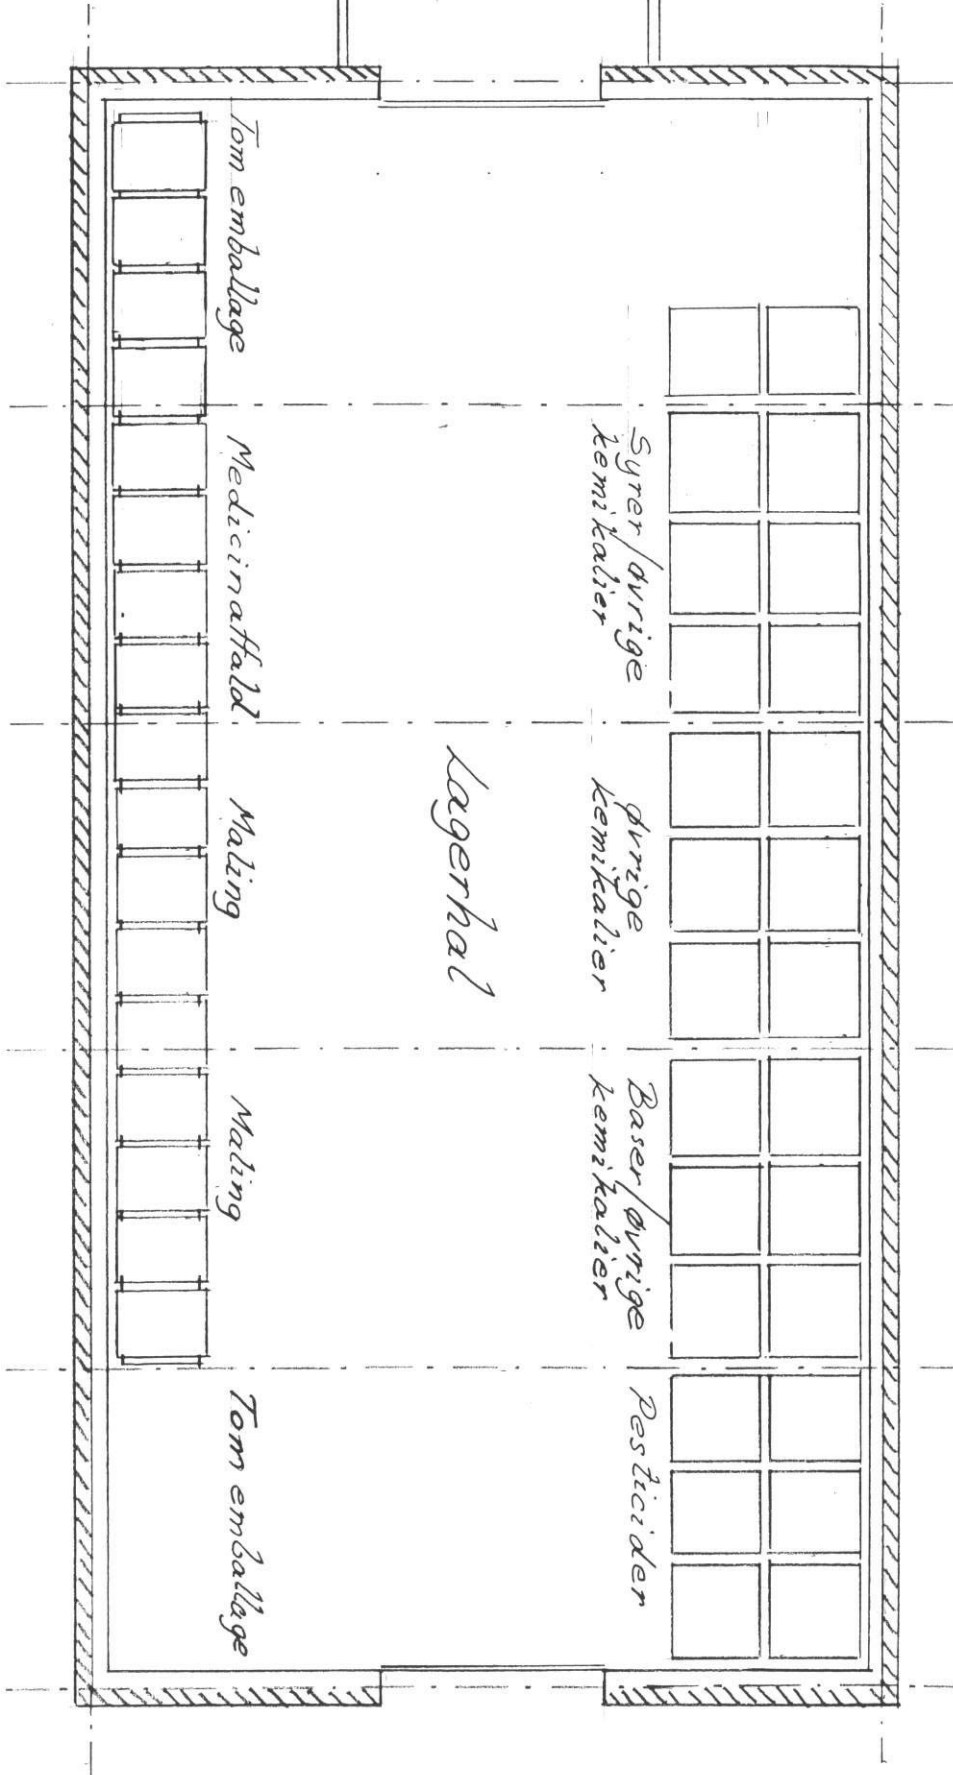 Syrer/øvrige
kemikalier
øvrige
kemikalier
Baser/øvrige
kemikalier
Pesticider
Lagerhal
Tom emballage
Medicinaffald
Maling
Maling
Tom emballage